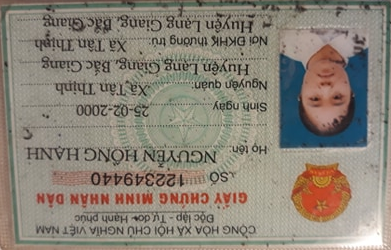 CỘNG HÒA XÃ HỘI CHỦ NGHĨA VIỆT NAM
Độc lập - Tự do - Hạnh phúc
GIẤY CHỨNG MINH NHÂN DÂN
SỐ 122349440
Họ tên: NGUYỄN HỒNG HẠNH
Sinh ngày 25-02-2000
Nguyên quán: Xã Tân Thịnh
Huyện Lạng Giang, Bắc Giang
Nơi ĐKHK thường trú Xã Tân Thịnh
Huyện Lạng Giang, Bắc Giang